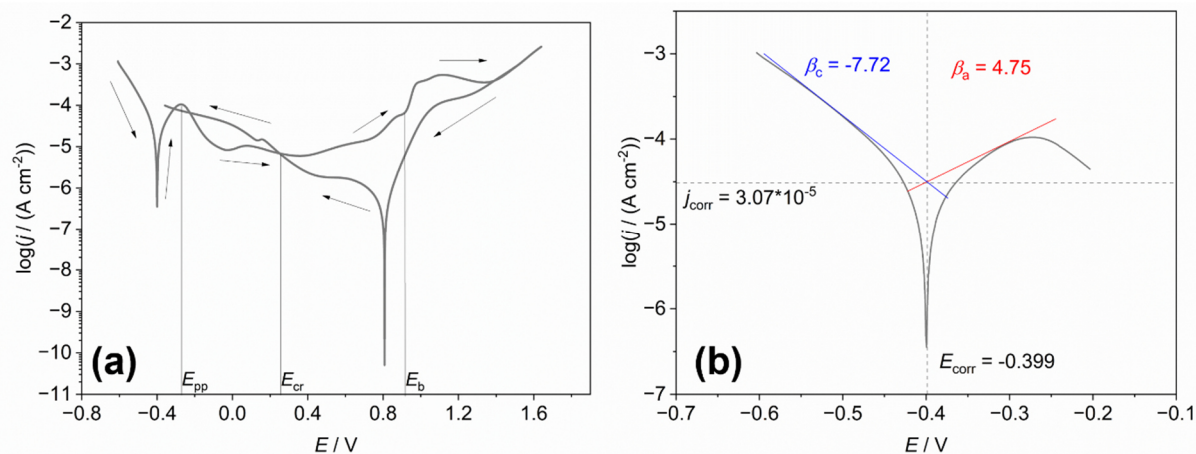 −2
−3
−4
−5
−6
−7
−8
−9
−10
−11
log(j / (A cm-2))
(a)
Epp
Ecr
Eb
−0.8
−0.4
0.0
0.4
0.8
1.2
1.6
E / V
−3
−4
−5
−6
−7
log(j / (A cm-2))
βc = -7.72
βa = 4.75
jcorr = 3.07*10-5
(b)
Ecorr = -0.399
−0.7
−0.6
−0.5
−0.4
−0.3
−0.2
−0.1
E / V